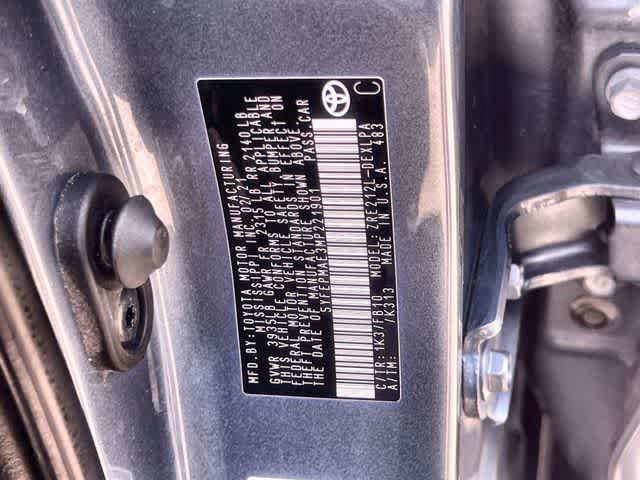 MFD.BY:TOYOTA MOTOR MANUFACTURING
MISSISSIPPI, INC. 02/21
GVWR 3935LB GAWR FR 2315 LB RR 2140 LB
THIS VEHICLE CONFORMS TO ALL APPLICABLE
FEDERAL MOTOR VEHICLE SAFETY BUMPER, AND
THEFT PREVENTION STANDARDS IN EFFECT ON
THE DATE OF MANUFACTURE SHOWN ABOVE.
5YFEPMAE3MP221901 PASS.CAR
C/TR: 1K3/FB10 MODEL: ZRE212L-DEXLPA
A/TM: /K313 MADE IN U.S.A. 483
C